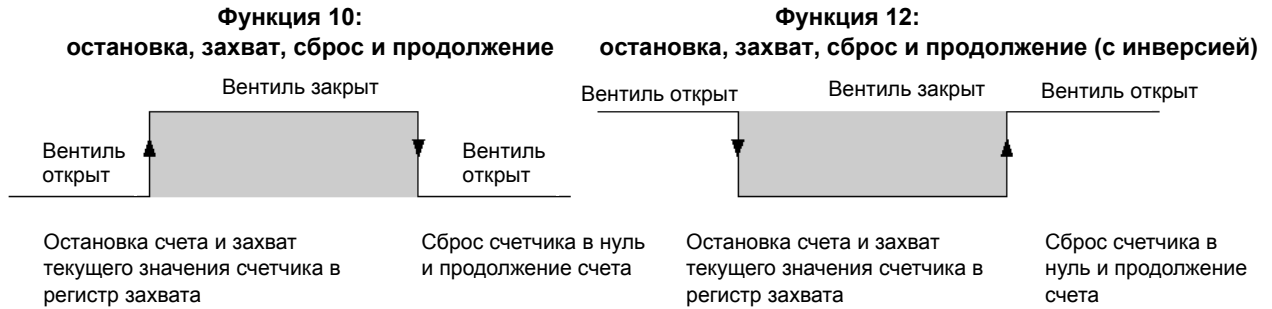 Функция 10:
остановка, захват, сброс и продолжение
Вентиль закрыт
Вентиль
открыт
Вентиль
открыт
Остановка счета и захват
текущего значения счетчика в
регистр захвата
Сброс счетчика в нуль
и продолжение счета
Функция 12:
остановка, захват, сброс и продолжение (с инверсией)
Вентиль открыт
Вентиль закрыт
Вентиль открыт
Остановка счета и захват
текущего значения счетчика в
регистр захвата
Сброс счетчика в
нуль и продолжение
счета